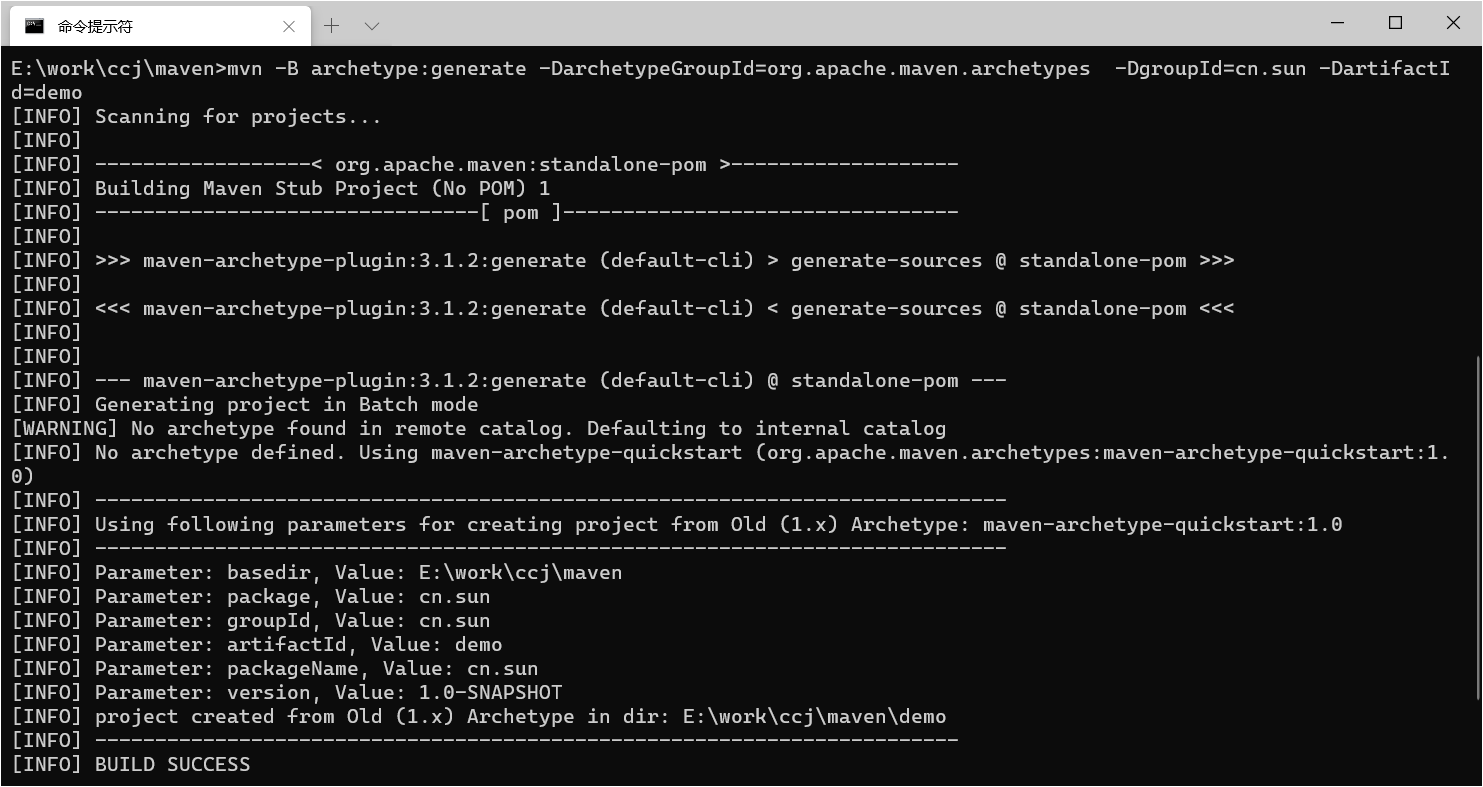 命令提示符
E:\work\ccj\maven>mvn -B archetype:generate -DarchetypeGroupId=org.apache.maven.archetypes  -DgroupId=cn.sun -DartifactI
d=demo
[INFO] Scanning for projects...
[INFO]
[INFO] ------------------< org.apache.maven:standalone-pom >-------------------
[INFO] Building Maven Stub Project (No POM) 1
[INFO] --------------------------------[ pom ]---------------------------------
[INFO]
[INFO] >>> maven-archetype-plugin:3.1.2:generate (default-cli) > generate-sources @ standalone-pom >>>
[INFO]
[INFO] <<< maven-archetype-plugin:3.1.2:generate (default-cli) < generate-sources @ standalone-pom <<<
[INFO]
[INFO]
[INFO] --- maven-archetype-plugin:3.1.2:generate (default-cli) @ standalone-pom ---
[INFO] Generating project in Batch mode
[WARNING] No archetype found in remote catalog. Defaulting to internal catalog
[INFO] No archetype defined. Using maven-archetype-quickstart (org.apache.maven.archetypes:maven-archetype-quickstart:1.
0)
[INFO] ----------------------------------------------------------------------------
[INFO] Using following parameters for creating project from Old (1.x) Archetype: maven-archetype-quickstart:1.0
[INFO] ----------------------------------------------------------------------------
[INFO] Parameter: basedir, Value: E:\work\ccj\maven
[INFO] Parameter: package, Value: cn.sun
[INFO] Parameter: groupId, Value: cn.sun
[INFO] Parameter: artifactId, Value: demo
[INFO] Parameter: packageName, Value: cn.sun
[INFO] Parameter: version, Value: 1.0-SNAPSHOT
[INFO] project created from Old (1.x) Archetype in dir: E:\work\ccj\maven\demo
[INFO] ------------------------------------------------------------------------
[INFO] BUILD SUCCESS